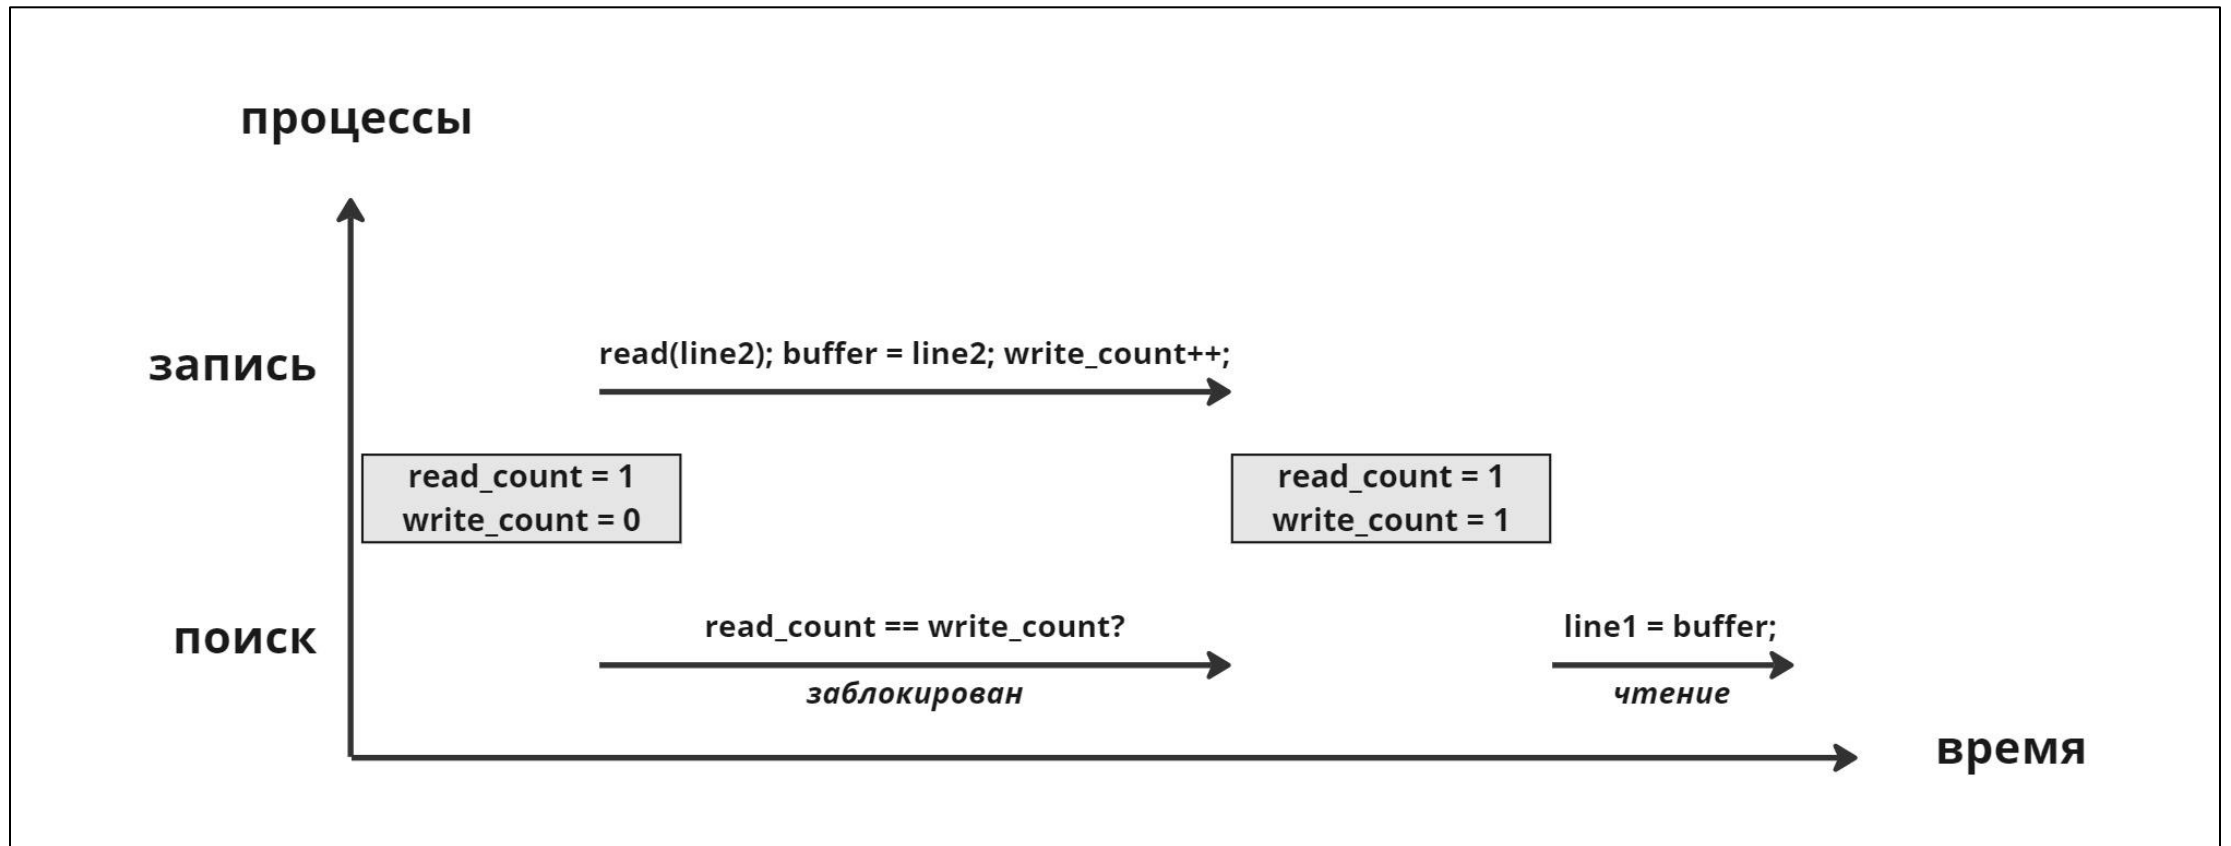 процессы
запись
read(line2); buffer = line2; write_count++;
read_count = 1
write_count = 0
read_count = 1
write_count = 1
поиск
read_count == write_count?
заблокирован
line1 = buffer;
чтение
время